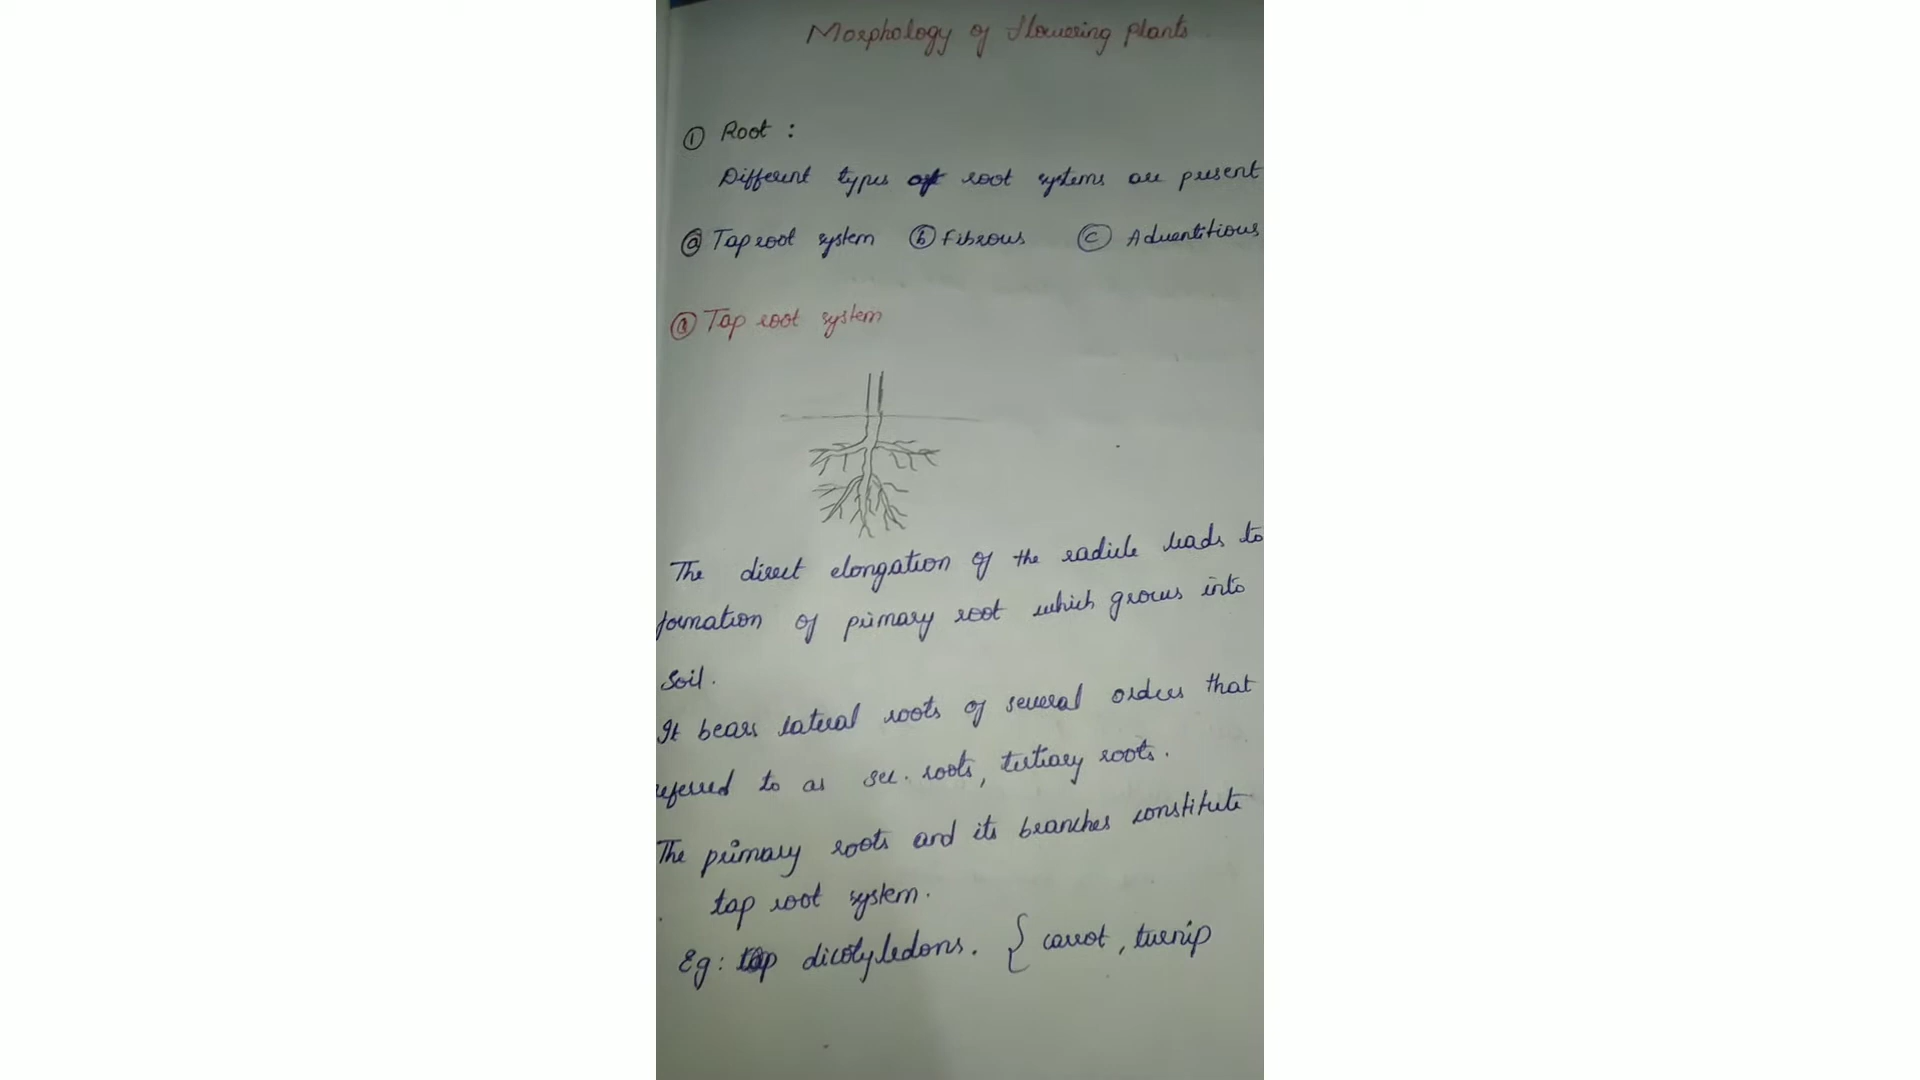 Morphology of flowering plants
① Root :
Different types of root systems are present
ⓐ Tap root system ⓑ Fibrous ⓒ Adventitious
ⓐ Tap root system
The direct elongation of the radicle leads to
formation of primary root which grows into
soil.
It bears lateral roots of several orders that
referred to as sec. roots, tertiary roots.
The primary roots and its branches constitute
tap root system.
Eg: dicotyledons. { carrot, turnip